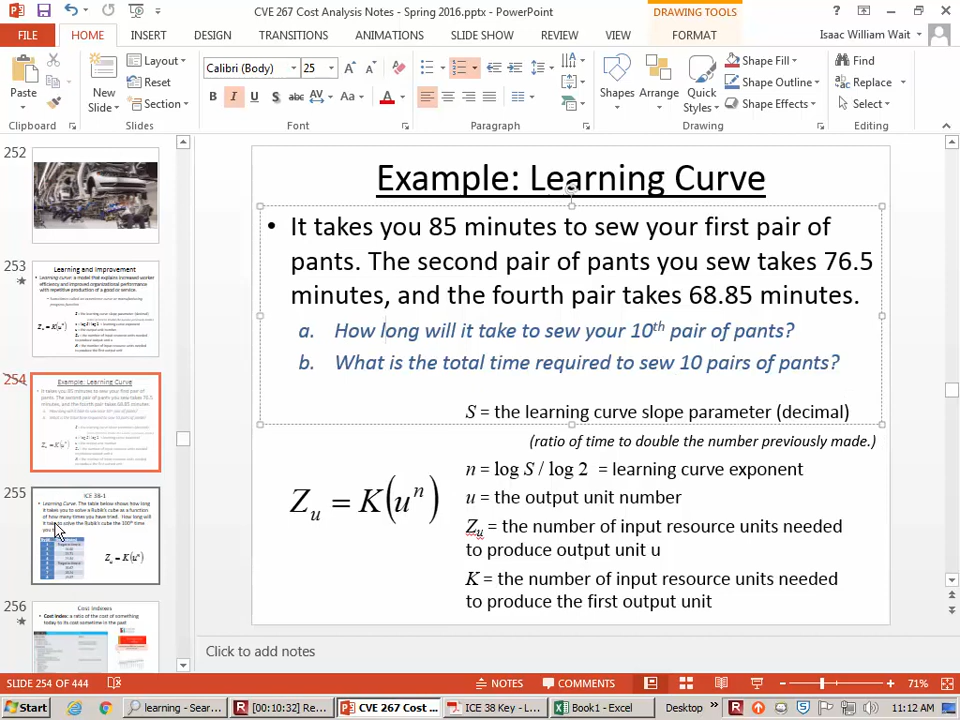 CVE 267 Cost Analysis Notes - Spring 2016.pptx - PowerPoint
DRAWING TOOLS
FILE HOME INSERT DESIGN TRANSITIONS ANIMATIONS SLIDE SHOW REVIEW VIEW FORMAT
Isaac William Wait
Paste
New Slide
Layout
Reset
Section
Calibri (Body) 25
B I U S abc AV Aa A
Shapes
Arrange
Quick Styles
Shape Fill
Shape Outline
Shape Effects
Find
Replace
Select
Clipboard Slides Font Paragraph Drawing Editing
252
253
Learning and Improvement
254
Example: Learning Curve
255
ICE 38-1
256
Cost Indexes
Example: Learning Curve
• It takes you 85 minutes to sew your first pair of
pants. The second pair of pants you sew takes 76.5
minutes, and the fourth pair takes 68.85 minutes.
a. How long will it take to sew your 10th pair of pants?
b. What is the total time required to sew 10 pairs of pants?
S = the learning curve slope parameter (decimal)
(ratio of time to double the number previously made.)
n = log S / log 2 = learning curve exponent
u = the output unit number
Zu = the number of input resource units needed
to produce output unit u
K = the number of input resource units needed
to produce the first output unit
Zu = K(u^n)
Click to add notes
SLIDE 254 OF 444
NOTES
COMMENTS
71%
Start
learning - Sear...
[00:10:32] Re...
CVE 267 Cost ...
ICE 38 Key - L...
Book1 - Excel
Desktop
11:12 AM